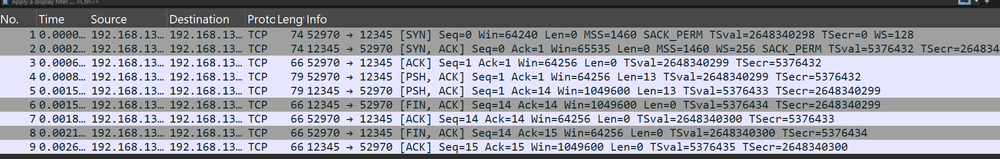 Apply a display filter … <Ctrl-/>
No. Time Source Destination Proto Lengt Info
1 0.0000… 192.168.13… 192.168.13… TCP 74 52970 → 12345 [SYN] Seq=0 Win=64240 Len=0 MSS=1460 SACK_PERM TSval=2648340298 TSecr=0 WS=128
2 0.0002… 192.168.13… 192.168.13… TCP 74 12345 → 52970 [SYN, ACK] Seq=0 Ack=1 Win=65535 Len=0 MSS=1460 WS=256 SACK_PERM TSval=5376432 TSecr=264834
3 0.0006… 192.168.13… 192.168.13… TCP 66 52970 → 12345 [ACK] Seq=1 Ack=1 Win=64256 Len=0 TSval=2648340299 TSecr=5376432
4 0.0008… 192.168.13… 192.168.13… TCP 79 52970 → 12345 [PSH, ACK] Seq=1 Ack=1 Win=64256 Len=13 TSval=2648340299 TSecr=5376432
5 0.0015… 192.168.13… 192.168.13… TCP 79 12345 → 52970 [PSH, ACK] Seq=1 Ack=14 Win=1049600 Len=13 TSval=5376433 TSecr=2648340299
6 0.0015… 192.168.13… 192.168.13… TCP 66 12345 → 52970 [FIN, ACK] Seq=14 Ack=14 Win=1049600 Len=0 TSval=5376434 TSecr=2648340299
7 0.0018… 192.168.13… 192.168.13… TCP 66 52970 → 12345 [ACK] Seq=14 Ack=14 Win=64256 Len=0 TSval=2648340300 TSecr=5376433
8 0.0021… 192.168.13… 192.168.13… TCP 66 52970 → 12345 [FIN, ACK] Seq=14 Ack=15 Win=64256 Len=0 TSval=2648340300 TSecr=5376434
9 0.0026… 192.168.13… 192.168.13… TCP 66 12345 → 52970 [ACK] Seq=15 Ack=15 Win=1049600 Len=0 TSval=5376435 TSecr=2648340300